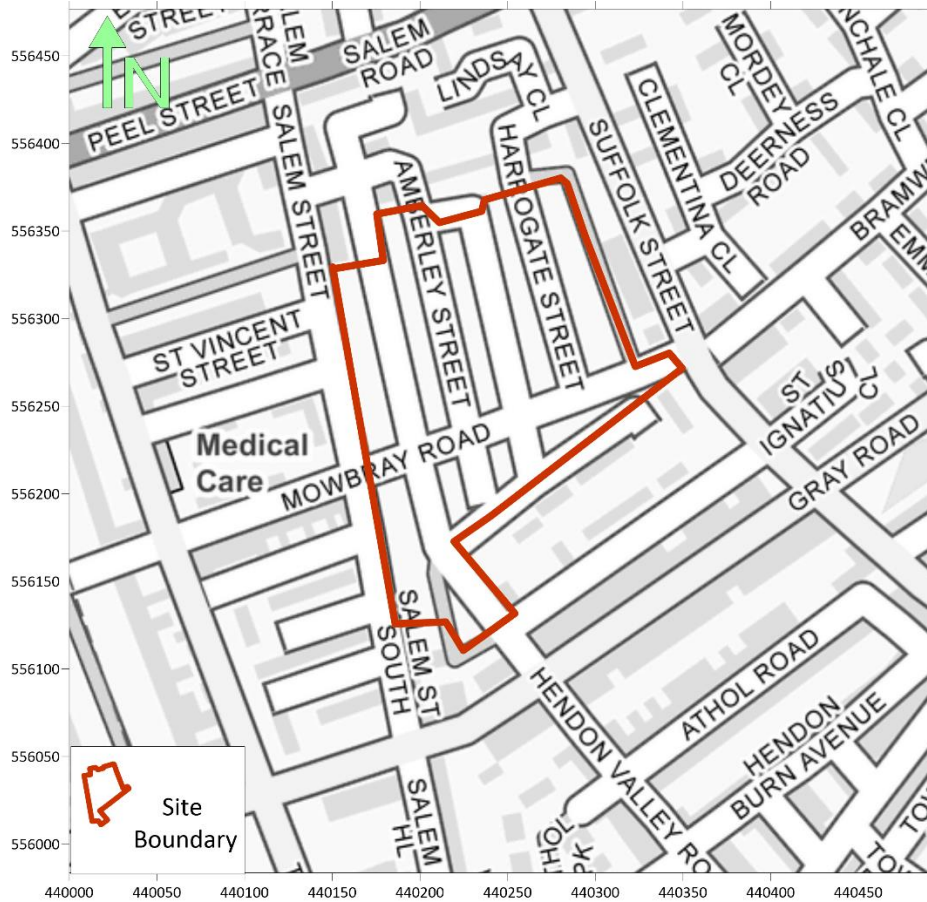 556450
556400
556350
556300
556250
556200
556150
556100
556050
556000
440000
440050
440100
440150
440200
440250
440300
440350
440400
440450
N
STREET
PEEL STREET
SALEM STREET
SALEM
ROAD
LINDSAY CL
HARROGATE STREET
AMBERLEY STREET
SUFFOLK STREET
CLEMENTINA CL
MORDEY
CL
DEERNESS
ROAD
ST VINCENT
STREET
Medical
Care
MOWBRAY ROAD
ST
IGNATIUS
CL
GRAY ROAD
SALEM ST
SOUTH
ATHOL ROAD
HENDON
BURN AVENUE
HENDON VALLEY RO
SALEM
HL
Site
Boundary